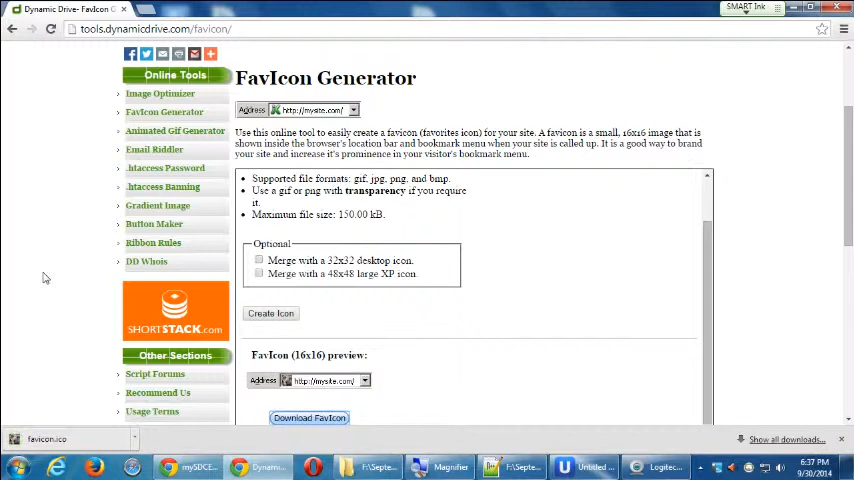 Dynamic Drive- FavIcon G
SMART Ink
tools.dynamicdrive.com/favicon/
Online Tools
Image Optimizer
FavIcon Generator
Animated Gif Generator
Email Riddler
.htaccess Password
.htaccess Banning
Gradient Image
Button Maker
Ribbon Rules
DD Whois
SHORTSTACK.com
Other Sections
Script Forums
Recommend Us
Usage Terms
FavIcon Generator
Address http://mysite.com/
Use this online tool to easily create a favicon (favorites icon) for your site. A favicon is a small, 16x16 image that is
shown inside the browser's location bar and bookmark menu when your site is called up. It is a good way to brand
your site and increase it's prominence in your visitor's bookmark menu.
Supported file formats: gif, jpg, png, and bmp.
Use a gif or png with transparency if you require
it.
Maximum file size: 150.00 kB.
Optional
Merge with a 32x32 desktop icon.
Merge with a 48x48 large XP icon.
Create Icon
FavIcon (16x16) preview:
Address http://mysite.com/
Download FavIcon
favicon.ico
Show all downloads...
mySDCE...
Dynami...
F:\Septe...
Magnifier
F:\Septe...
Untitled ...
Logitec...
6:37 PM
9/30/2014